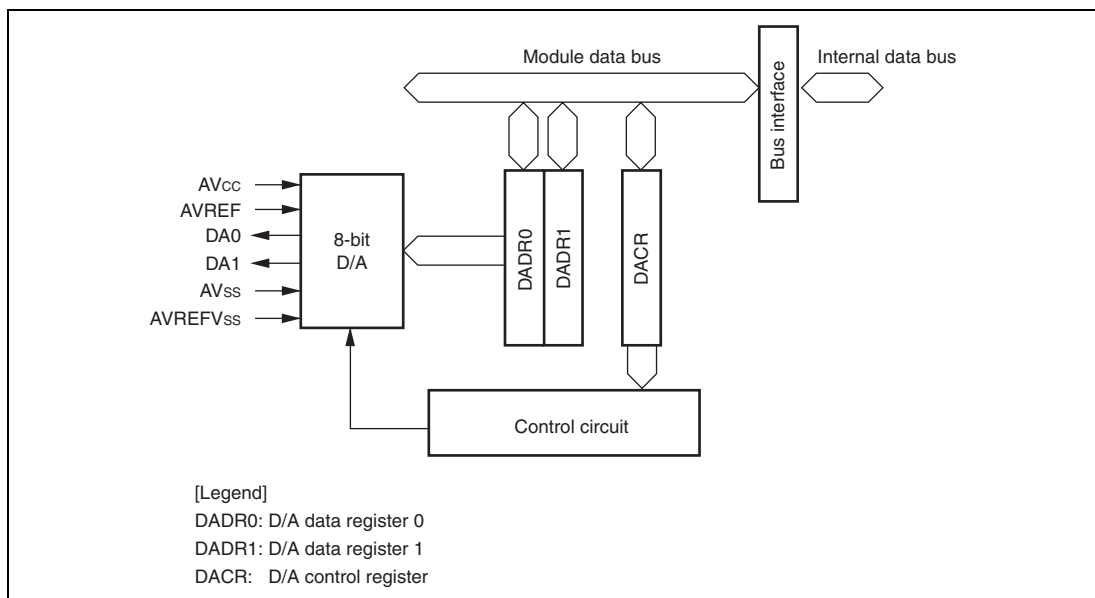 Module data bus
Internal data bus
Bus interface
AVCC
AVREF
DA0
DA1
AVSS
AVREFVSS
8-bit
D/A
DADR0
DADR1
DACR
Control circuit
[Legend]
DADR0: D/A data register 0
DADR1: D/A data register 1
DACR: D/A control register